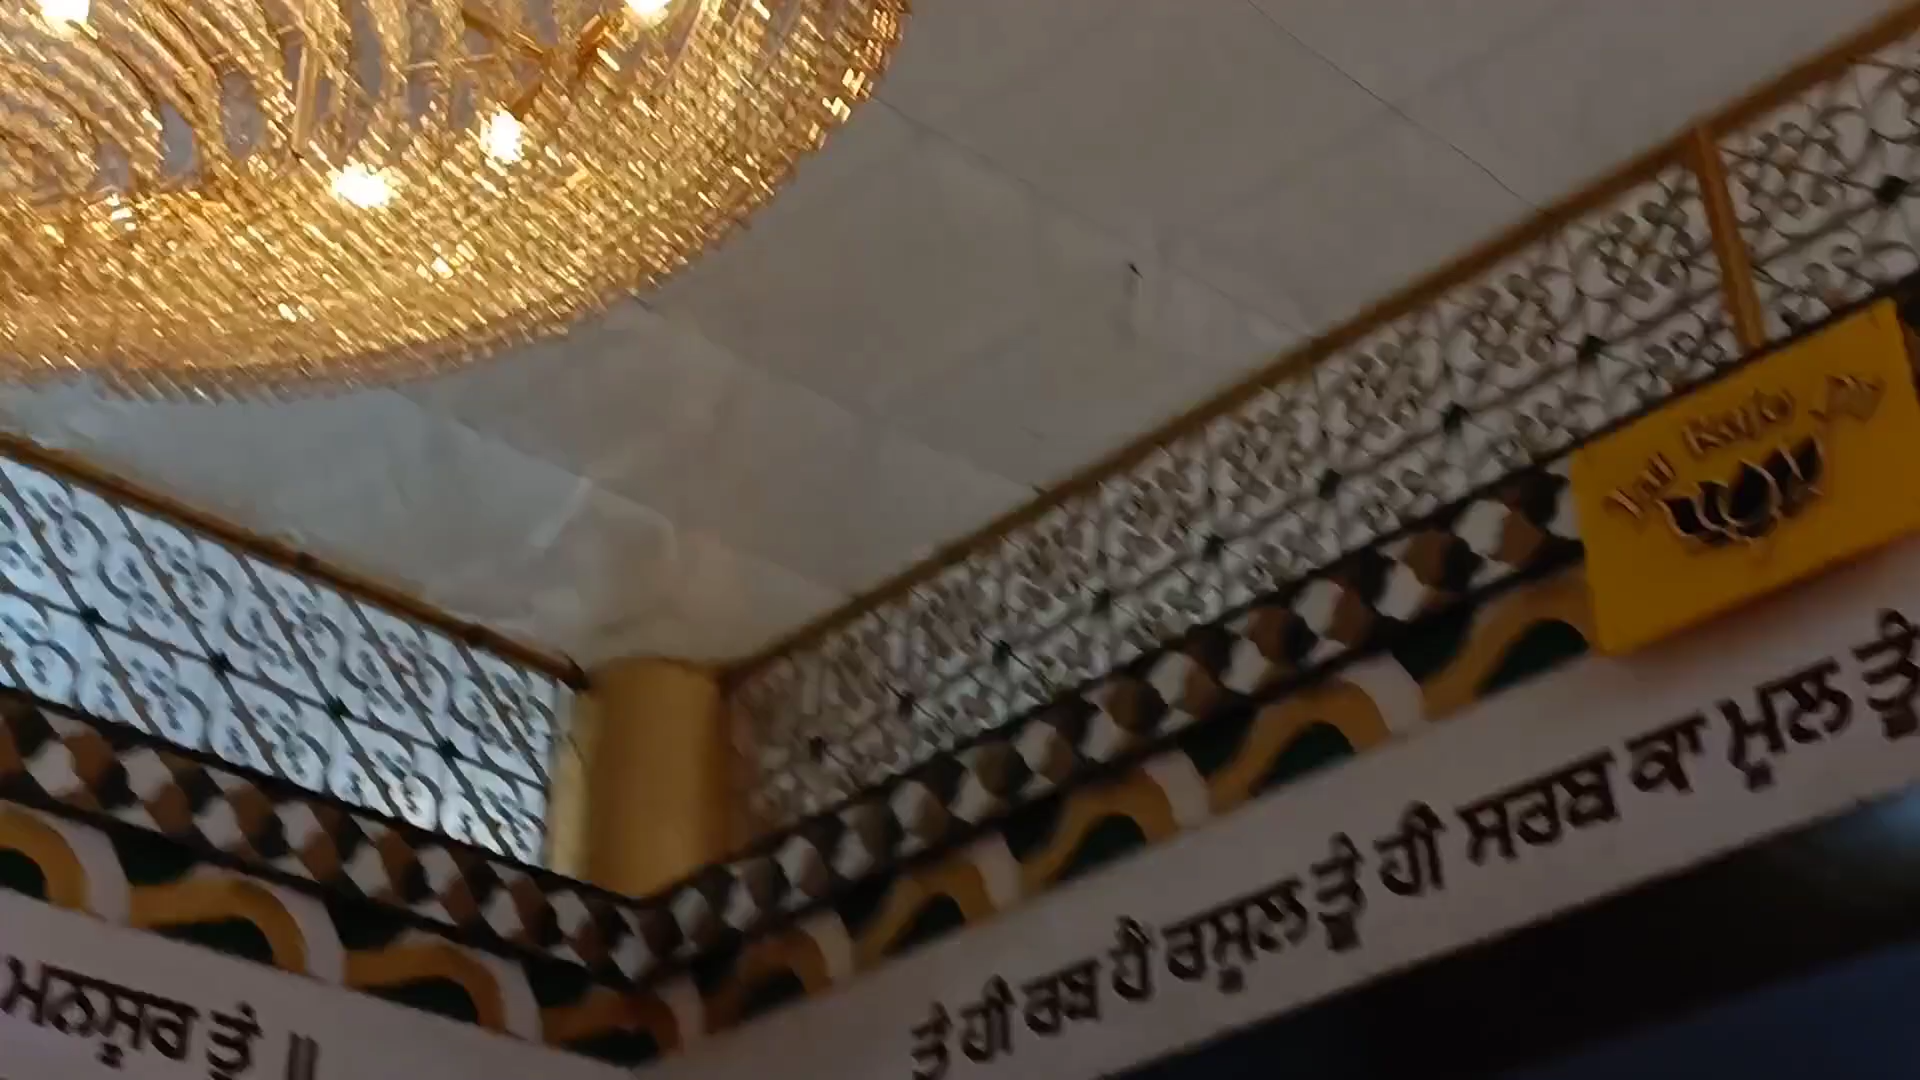 ਮਨਸੂਰ ਤੂੰ ॥
ਤੂੰ ਹੀ ਰਬ ਹੈ ਰਸੂਲ ਤੂੰ ਹੀ ਸਰਬ ਕਾ ਮੂਲ ਤੂੰ